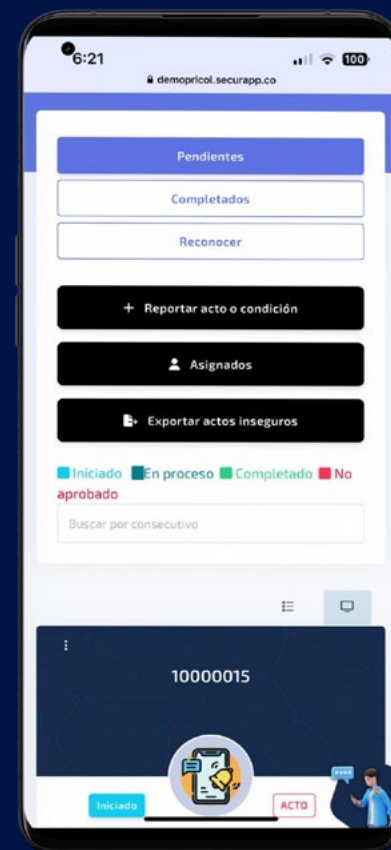 6:21
100
demopricol.securapp.co
Pendientes
Completados
Reconocer
+ Reportar acto o condición
Asignados
Exportar actos inseguros
Iniciado En proceso Completado No
aprobado
Buscar por consecutivo
10000015
Iniciado
ACTO